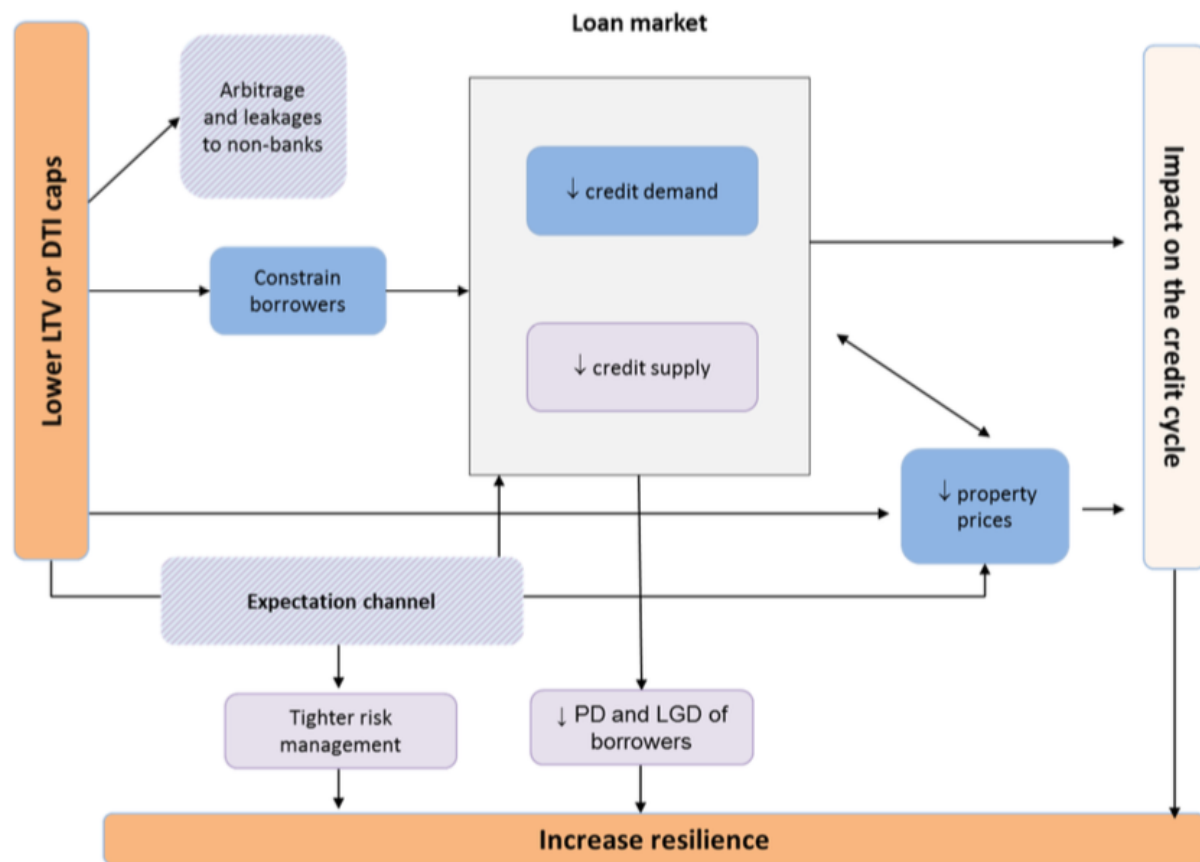 Loan market
Lower LTV or DTI caps
Arbitrage
and leakages
to non-banks
↓ credit demand
Constrain
borrowers
↓ credit supply
Impact on the credit cycle
↓ property
prices
Expectation channel
Tighter risk
management
↓ PD and LGD of
borrowers
Increase resilience